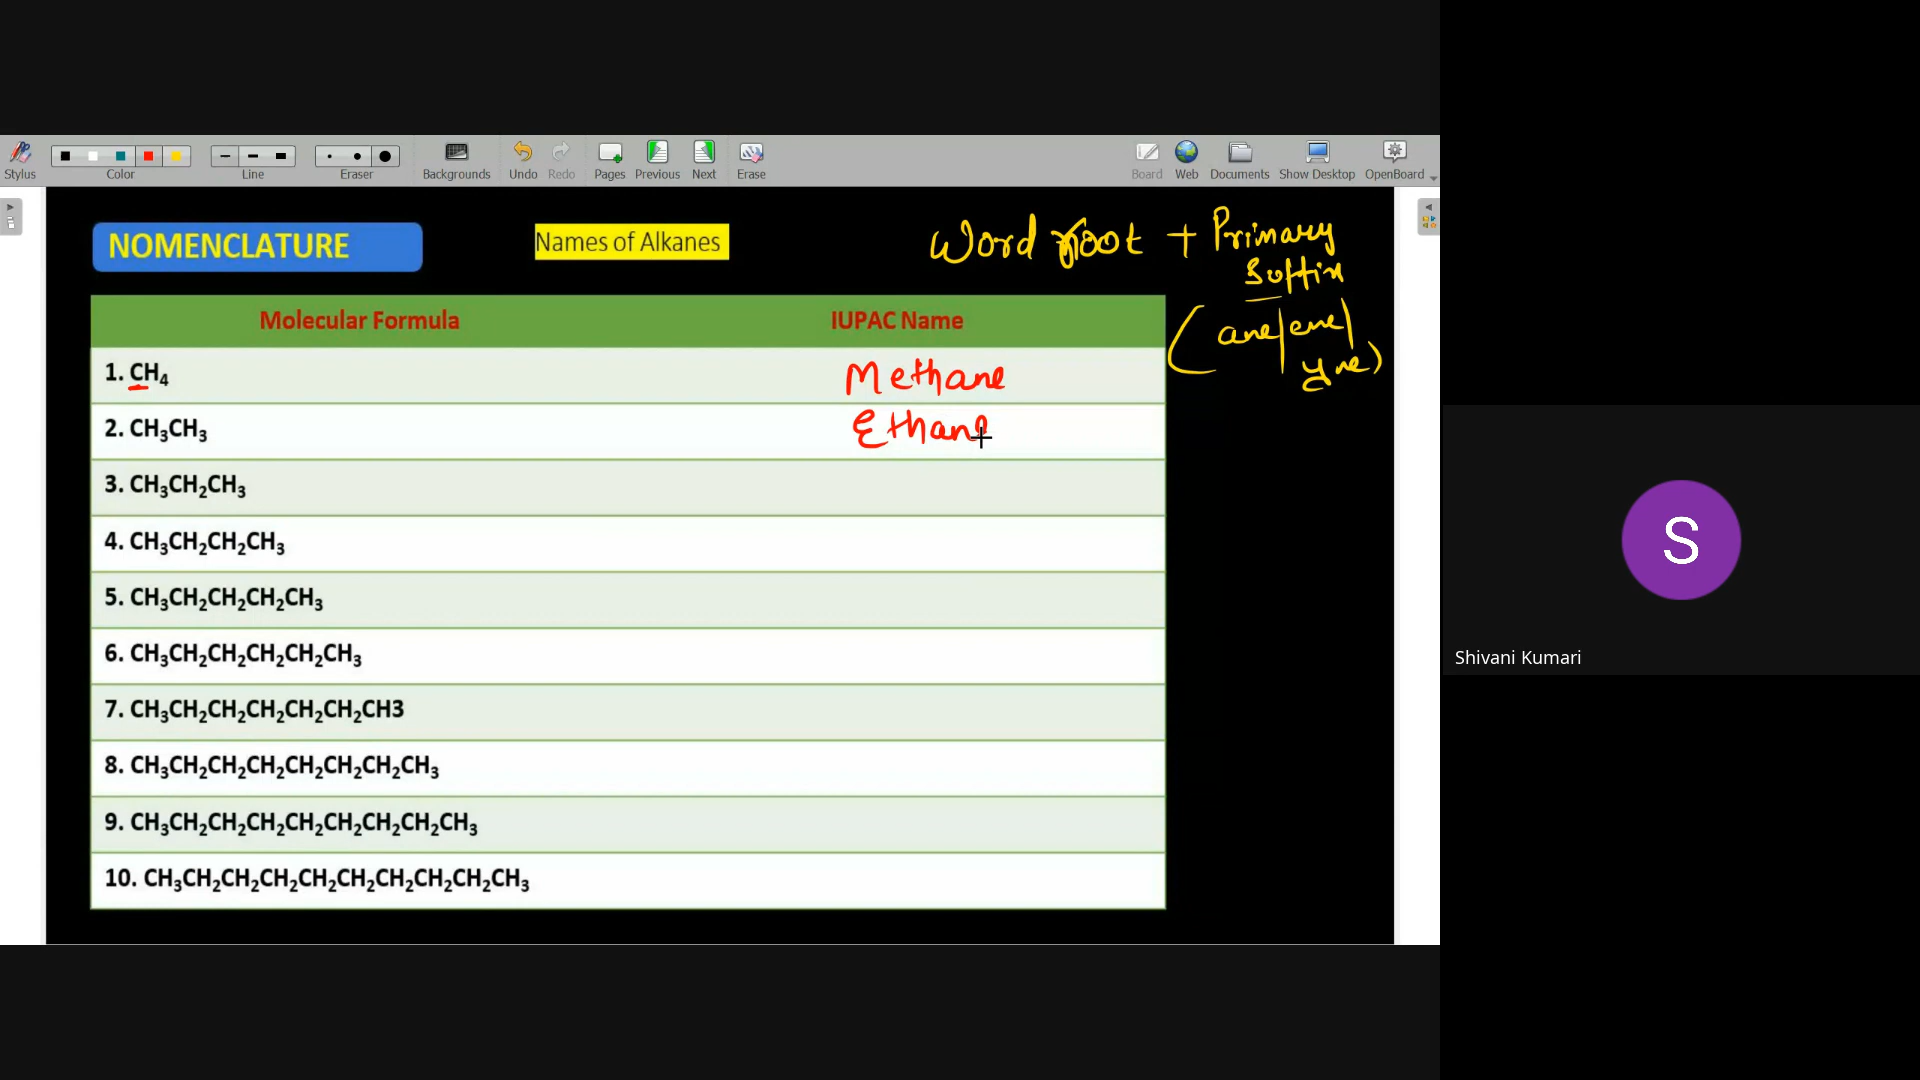 Stylus Color Line Eraser Backgrounds Undo Redo Pages Previous Next Erase Board Web Documents Show Desktop OpenBoard
NOMENCLATURE
Names of Alkanes
Word root + Primary
Suffix
(ane/ene/
yne)
Molecular Formula IUPAC Name
1. CH₄ Methane
2. CH₃CH₃ Ethane
3. CH₃CH₂CH₃
4. CH₃CH₂CH₂CH₃
5. CH₃CH₂CH₂CH₂CH₃
6. CH₃CH₂CH₂CH₂CH₂CH₃
7. CH₃CH₂CH₂CH₂CH₂CH₂CH3
8. CH₃CH₂CH₂CH₂CH₂CH₂CH₂CH₃
9. CH₃CH₂CH₂CH₂CH₂CH₂CH₂CH₂CH₃
10. CH₃CH₂CH₂CH₂CH₂CH₂CH₂CH₂CH₂CH₃
S
Shivani Kumari